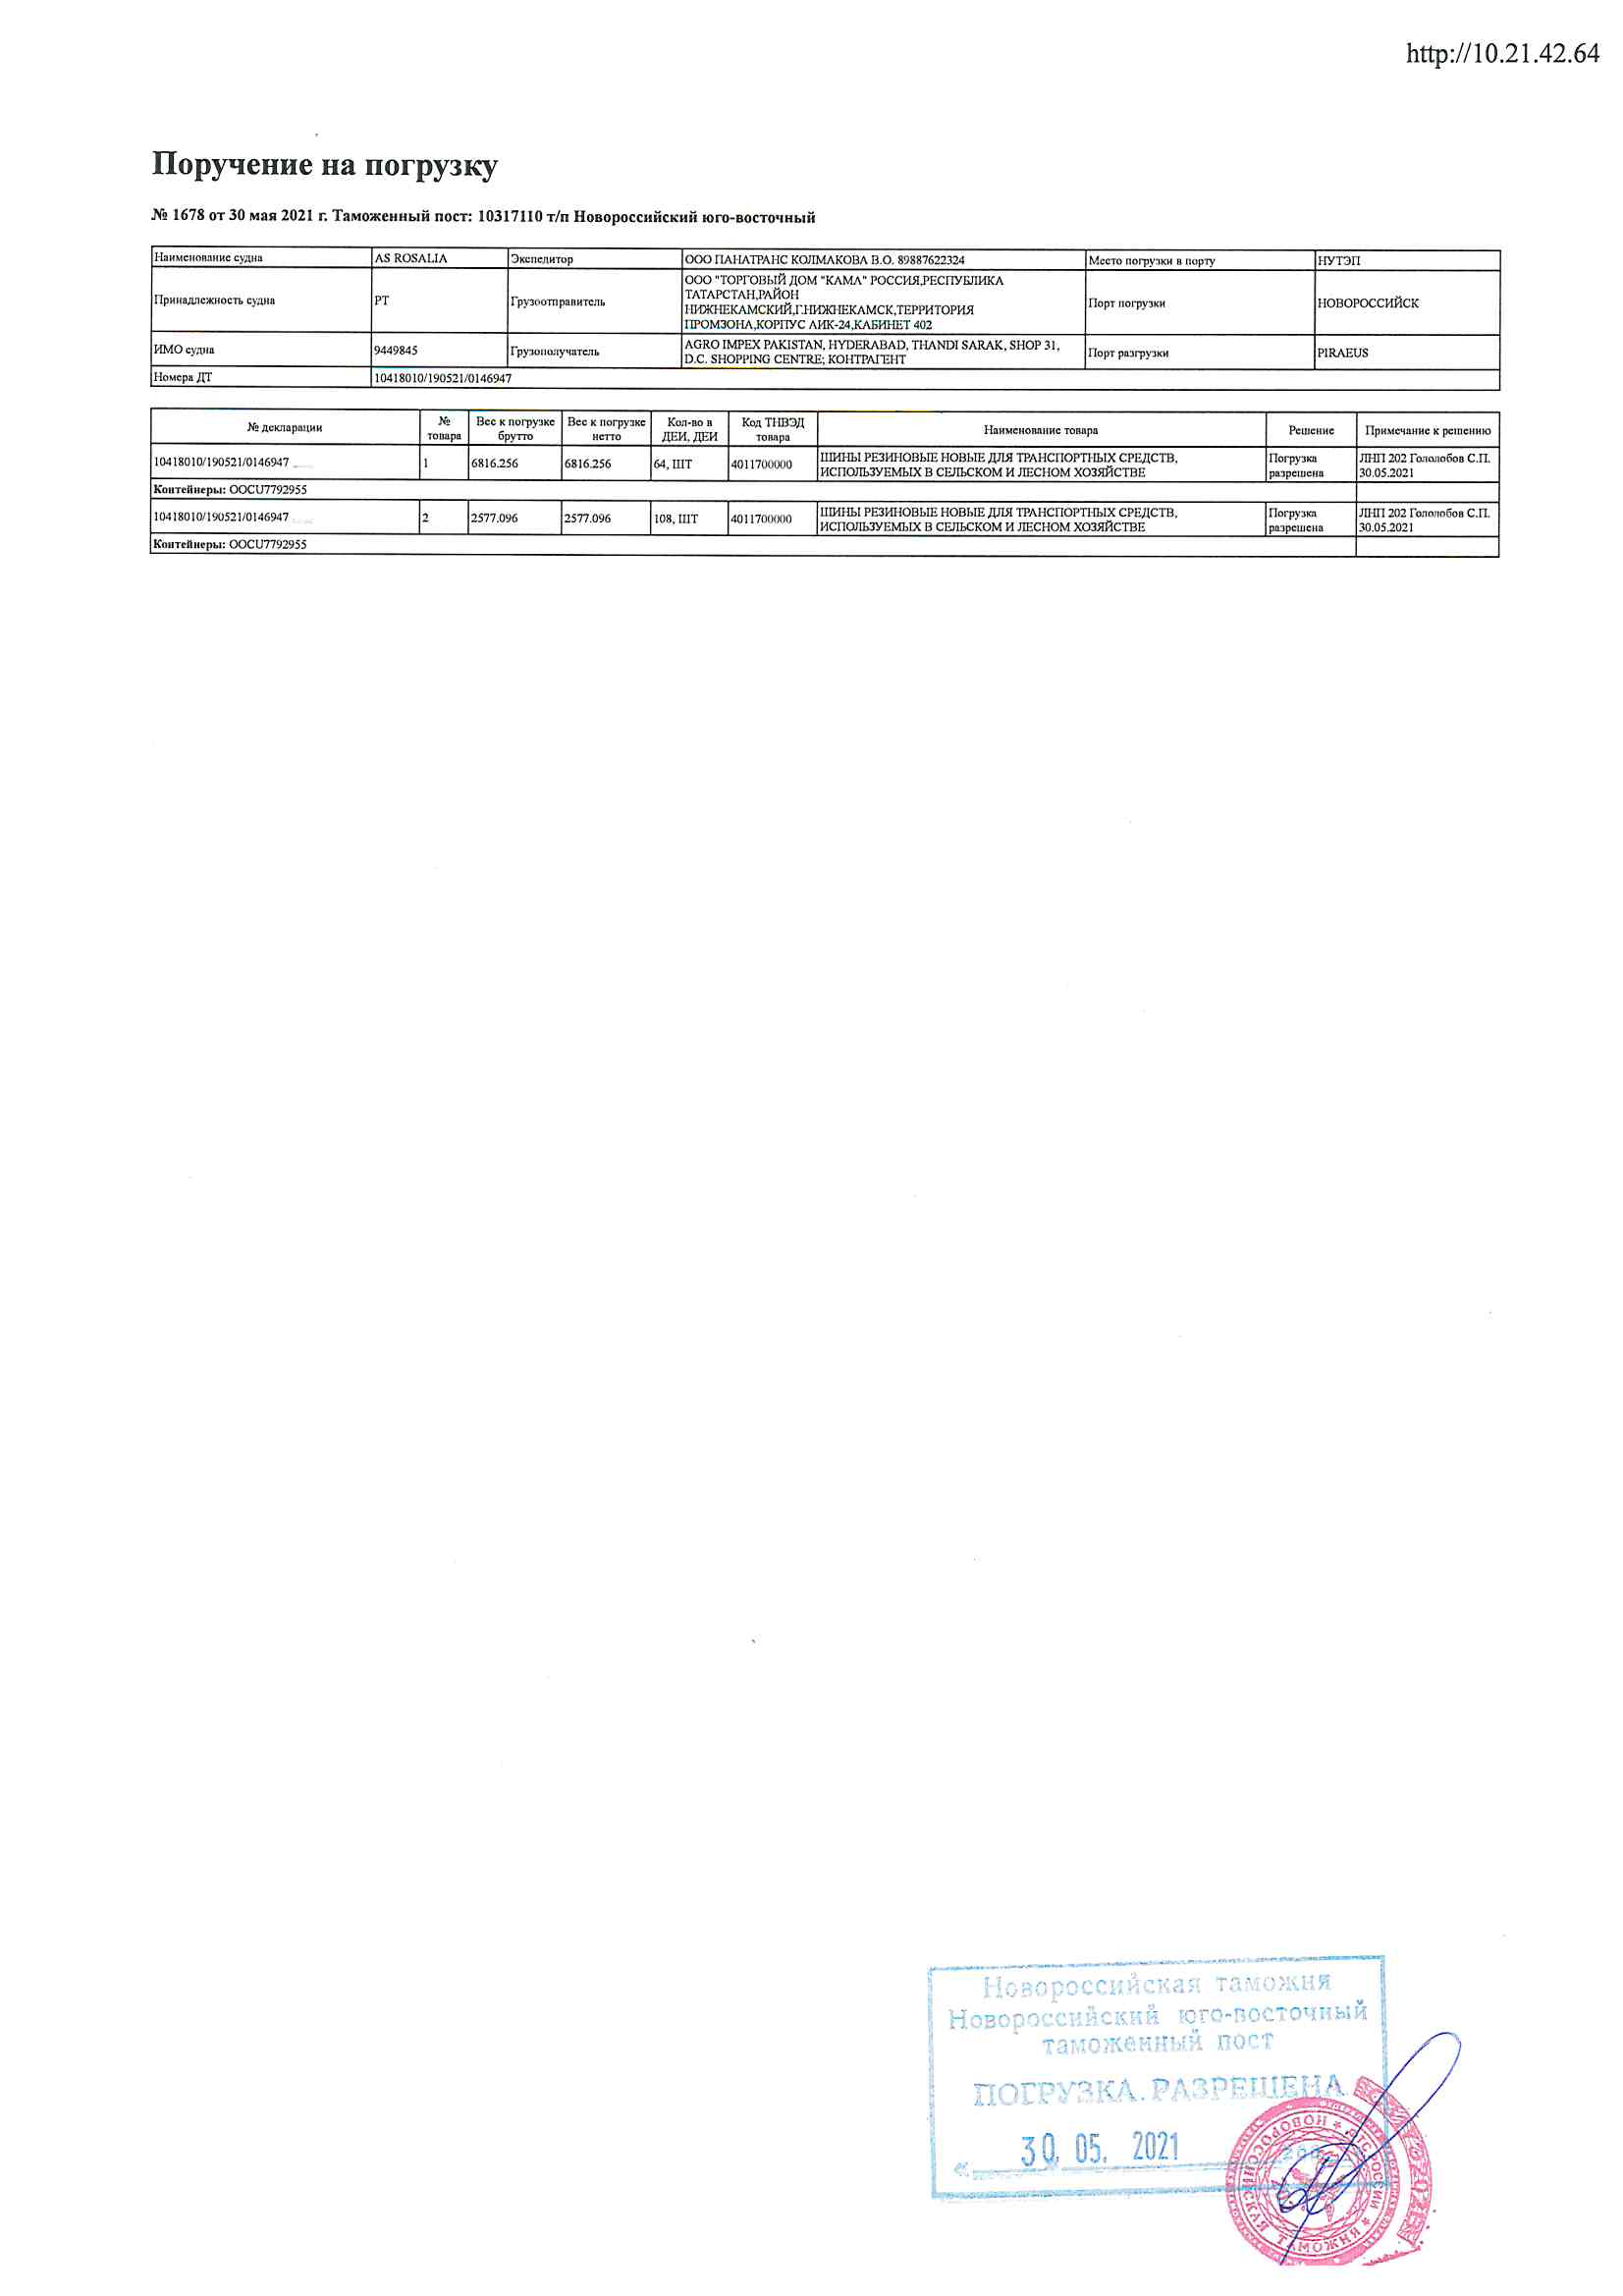 http://10.21.42.64
Поручение на погрузку
№ 1678 от 30 мая 2021 г. Таможенный пост: 10317110 т/п Новороссийский юго-восточный
Наименование судна AS ROSALIA Экспедитор ООО ПАНАТРАНС КОЛМАКОВА В.О. 89887622324 Место погрузки в порту НУТЭП
Принадлежность судна PT Грузоотправитель ООО "ТОРГОВЫЙ ДОМ "КАМА" РОССИЯ,РЕСПУБЛИКА
ТАТАРСТАН,РАЙОН
НИЖНЕКАМСКИЙ,Г.НИЖНЕКАМСК,ТЕРРИТОРИЯ
ПРОМЗОНА,КОРПУС АИК-24,КАБИНЕТ 402
Порт погрузки НОВОРОССИЙСК
ИМО судна 9449845 Грузополучатель AGRO IMPEX PAKISTAN, HYDERABAD, THANDI SARAK, SHOP 31,
D.C. SHOPPING CENTRE; КОНТРАГЕНТ
Порт разгрузки PIRAEUS
Номера ДТ 10418010/190521/0146947
№ декларации № товара Вес к погрузке брутто Вес к погрузке нетто Кол-во в ДЕИ, ДЕИ Код ТНВЭД товара Наименование товара Решение Примечание к решению
10418010/190521/0146947 1 6816.256 6816.256 64, ШТ 4011700000 ШИНЫ РЕЗИНОВЫЕ НОВЫЕ ДЛЯ ТРАНСПОРТНЫХ СРЕДСТВ,
ИСПОЛЬЗУЕМЫХ В СЕЛЬСКОМ И ЛЕСНОМ ХОЗЯЙСТВЕ
Погрузка разрешена ЛНП 202 Гололобов С.П. 30.05.2021
Контейнеры: OOCU7792955
10418010/190521/0146947 2 2577.096 2577.096 108, ШТ 4011700000 ШИНЫ РЕЗИНОВЫЕ НОВЫЕ ДЛЯ ТРАНСПОРТНЫХ СРЕДСТВ,
ИСПОЛЬЗУЕМЫХ В СЕЛЬСКОМ И ЛЕСНОМ ХОЗЯЙСТВЕ
Погрузка разрешена ЛНП 202 Гололобов С.П. 30.05.2021
Контейнеры: OOCU7792955
Новороссийская таможня
Новороссийский юго-восточный
таможенный пост
ПОГРУЗКА РАЗРЕШЕНА
30. 05. 2021
НОВОРОССИЙСКАЯ ТАМОЖНЯ